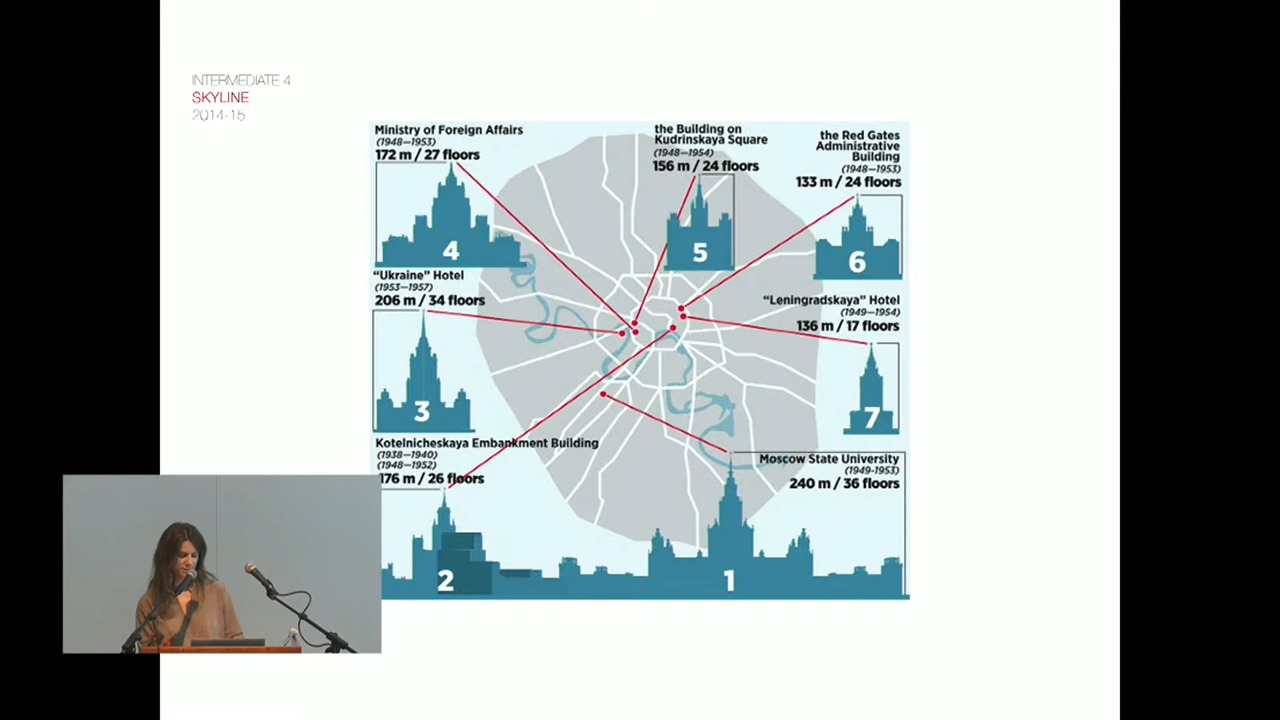 INTERMEDIATE 4
SKYLINE
2014-15
Ministry of Foreign Affairs
(1948—1953)
172 m / 27 floors
4
the Building on
Kudrinskaya Square
(1948—1954)
156 m / 24 floors
5
the Red Gates
Administrative
Building
(1948—1953)
133 m / 24 floors
6
“Ukraine” Hotel
(1953—1957)
206 m / 34 floors
3
“Leningradskaya” Hotel
(1949—1954)
136 m / 17 floors
7
Kotelnicheskaya Embankment Building
(1938—1940)
(1948—1952)
176 m / 26 floors
2
Moscow State University
(1949-1953)
240 m / 36 floors
1